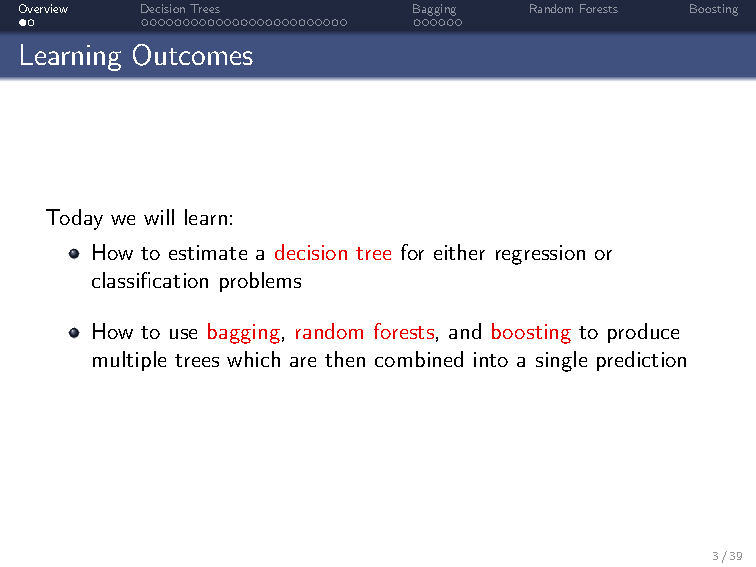 Overview Decision Trees Bagging Random Forests Boosting
Learning Outcomes
Today we will learn:
How to estimate a decision tree for either regression or
classification problems
How to use bagging, random forests, and boosting to produce
multiple trees which are then combined into a single prediction
3 / 39